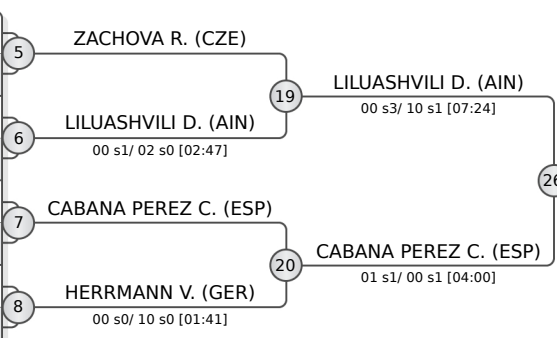 5
ZACHOVA R. (CZE)
19
LILUASHVILI D. (AIN)
00 s3/ 10 s1 [07:24]
6
LILUASHVILI D. (AIN)
00 s1/ 02 s0 [02:47]
26
7
CABANA PEREZ C. (ESP)
20
CABANA PEREZ C. (ESP)
01 s1/ 00 s1 [04:00]
8
HERRMANN V. (GER)
00 s0/ 10 s0 [01:41]